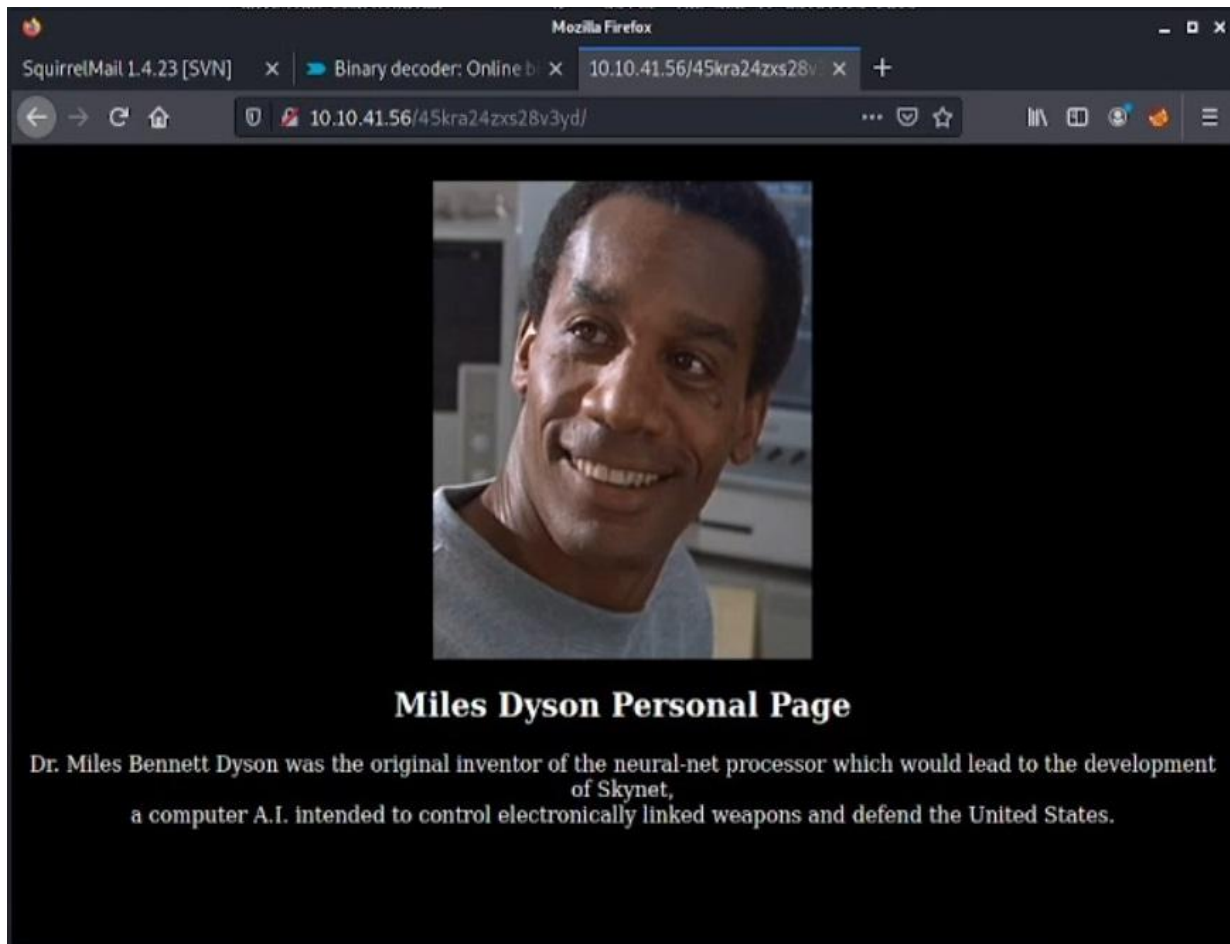 Mozilla Firefox
SquirrelMail 1.4.23 [SVN]
Binary decoder: Online b
10.10.41.56/45kra24zxs28v
10.10.41.56/45kra24zxs28v3yd/
Miles Dyson Personal Page
Dr. Miles Bennett Dyson was the original inventor of the neural-net processor which would lead to the development
of Skynet,
a computer A.I. intended to control electronically linked weapons and defend the United States.